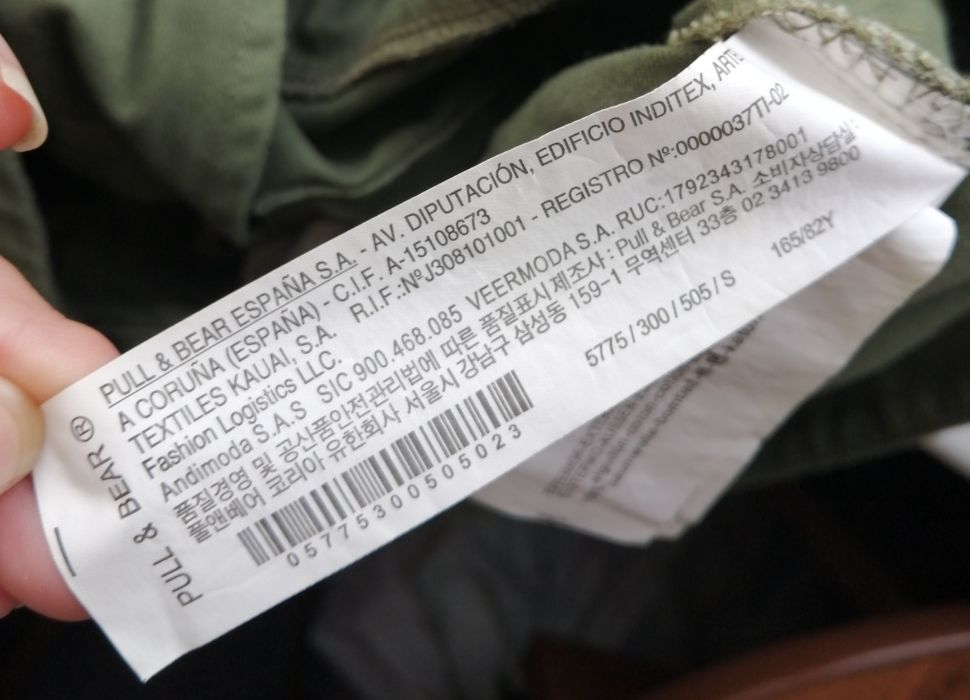 PULL & BEAR®
PULL & BEAR ESPAÑA S.A. - AV. DIPUTACIÓN, EDIFICIO INDITEX,
A CORUÑA (ESPAÑA) - C.I.F. A-15108673
TEXTILES KAUAI, S.A. R.I.F.:NºJ308101001 - REGISTRO Nº:0000037TI-02
Fashion Logistics LLC.
Andimoda S.A.S SIC 900.468.085 VEERMODA S.A. RUC:1792343178001
품질경영 및 공산품안전관리법에 따른 품질표시 제조사 : Pull & Bear S.A. 소비자상담실:
풀앤베어 코리아 유한회사 서울시 강남구 삼성동 159-1 무역센터 33층 02 3413 9800
5775 / 300 / 505 / S 165/82Y
05775300505023